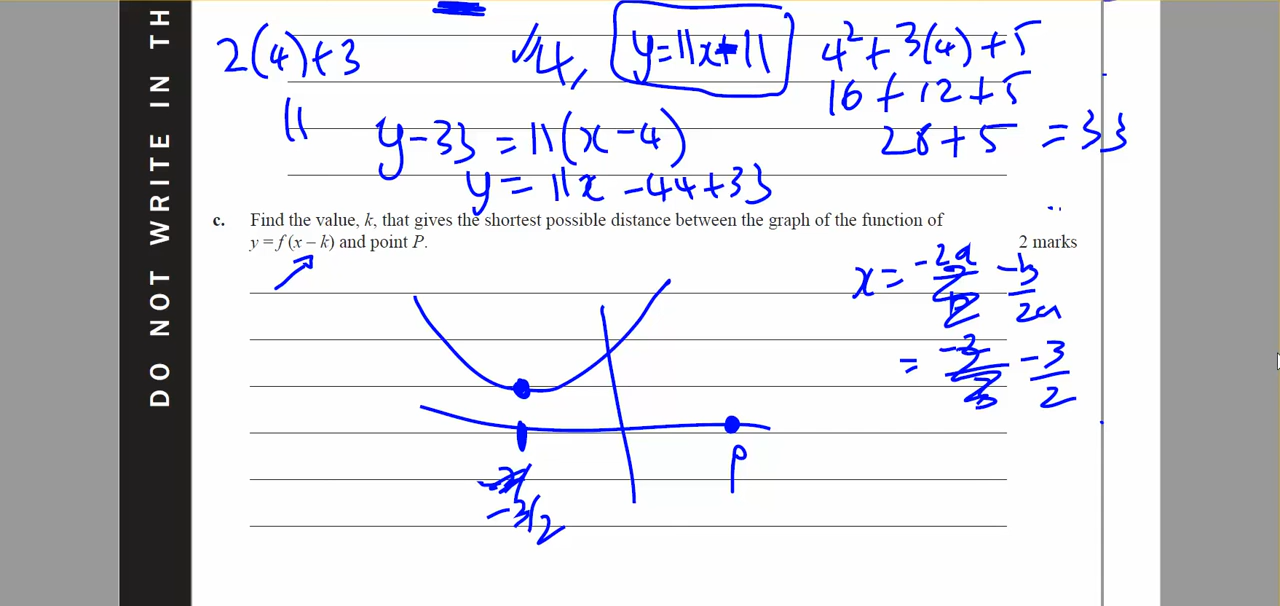 2(4)+3
√4, y=11x-11
4²+3(4)+5
16+12+5
11
y-33=11(x-4)
28+5 =33
y= 11x -44+33
DO NOT WRITE IN TH
c. Find the value, k, that gives the shortest possible distance between the graph of the function of
y = f (x – k) and point P.
2 marks
x= -b/2a
= -3/2
P
-3/2